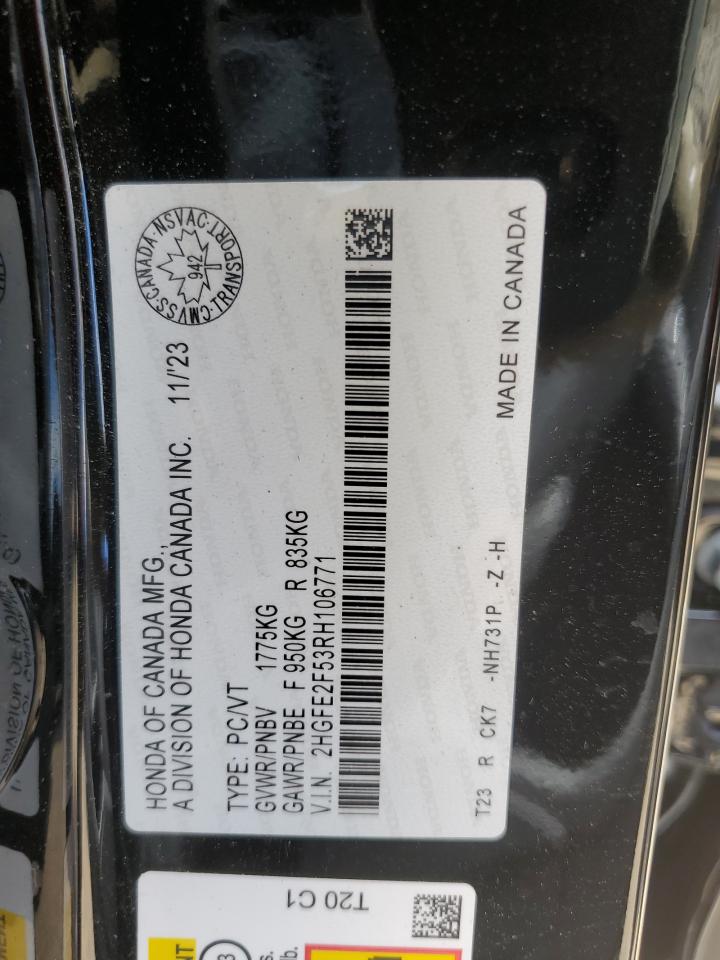 HONDA OF CANADA MFG.,
A DIVISION OF HONDA CANADA INC. 11/'23
CMVSS·CANADA·NSVAC·TRANSPORT
942
TYPE: PC/VT
GVWR/PNBV 1775KG
GAWR/PNBE F 950KG R 835KG
V.I.N. 2HGFE2F53RH106771
T23 R CK7 -NH731P -Z -H
MADE IN CANADA
T20 C1